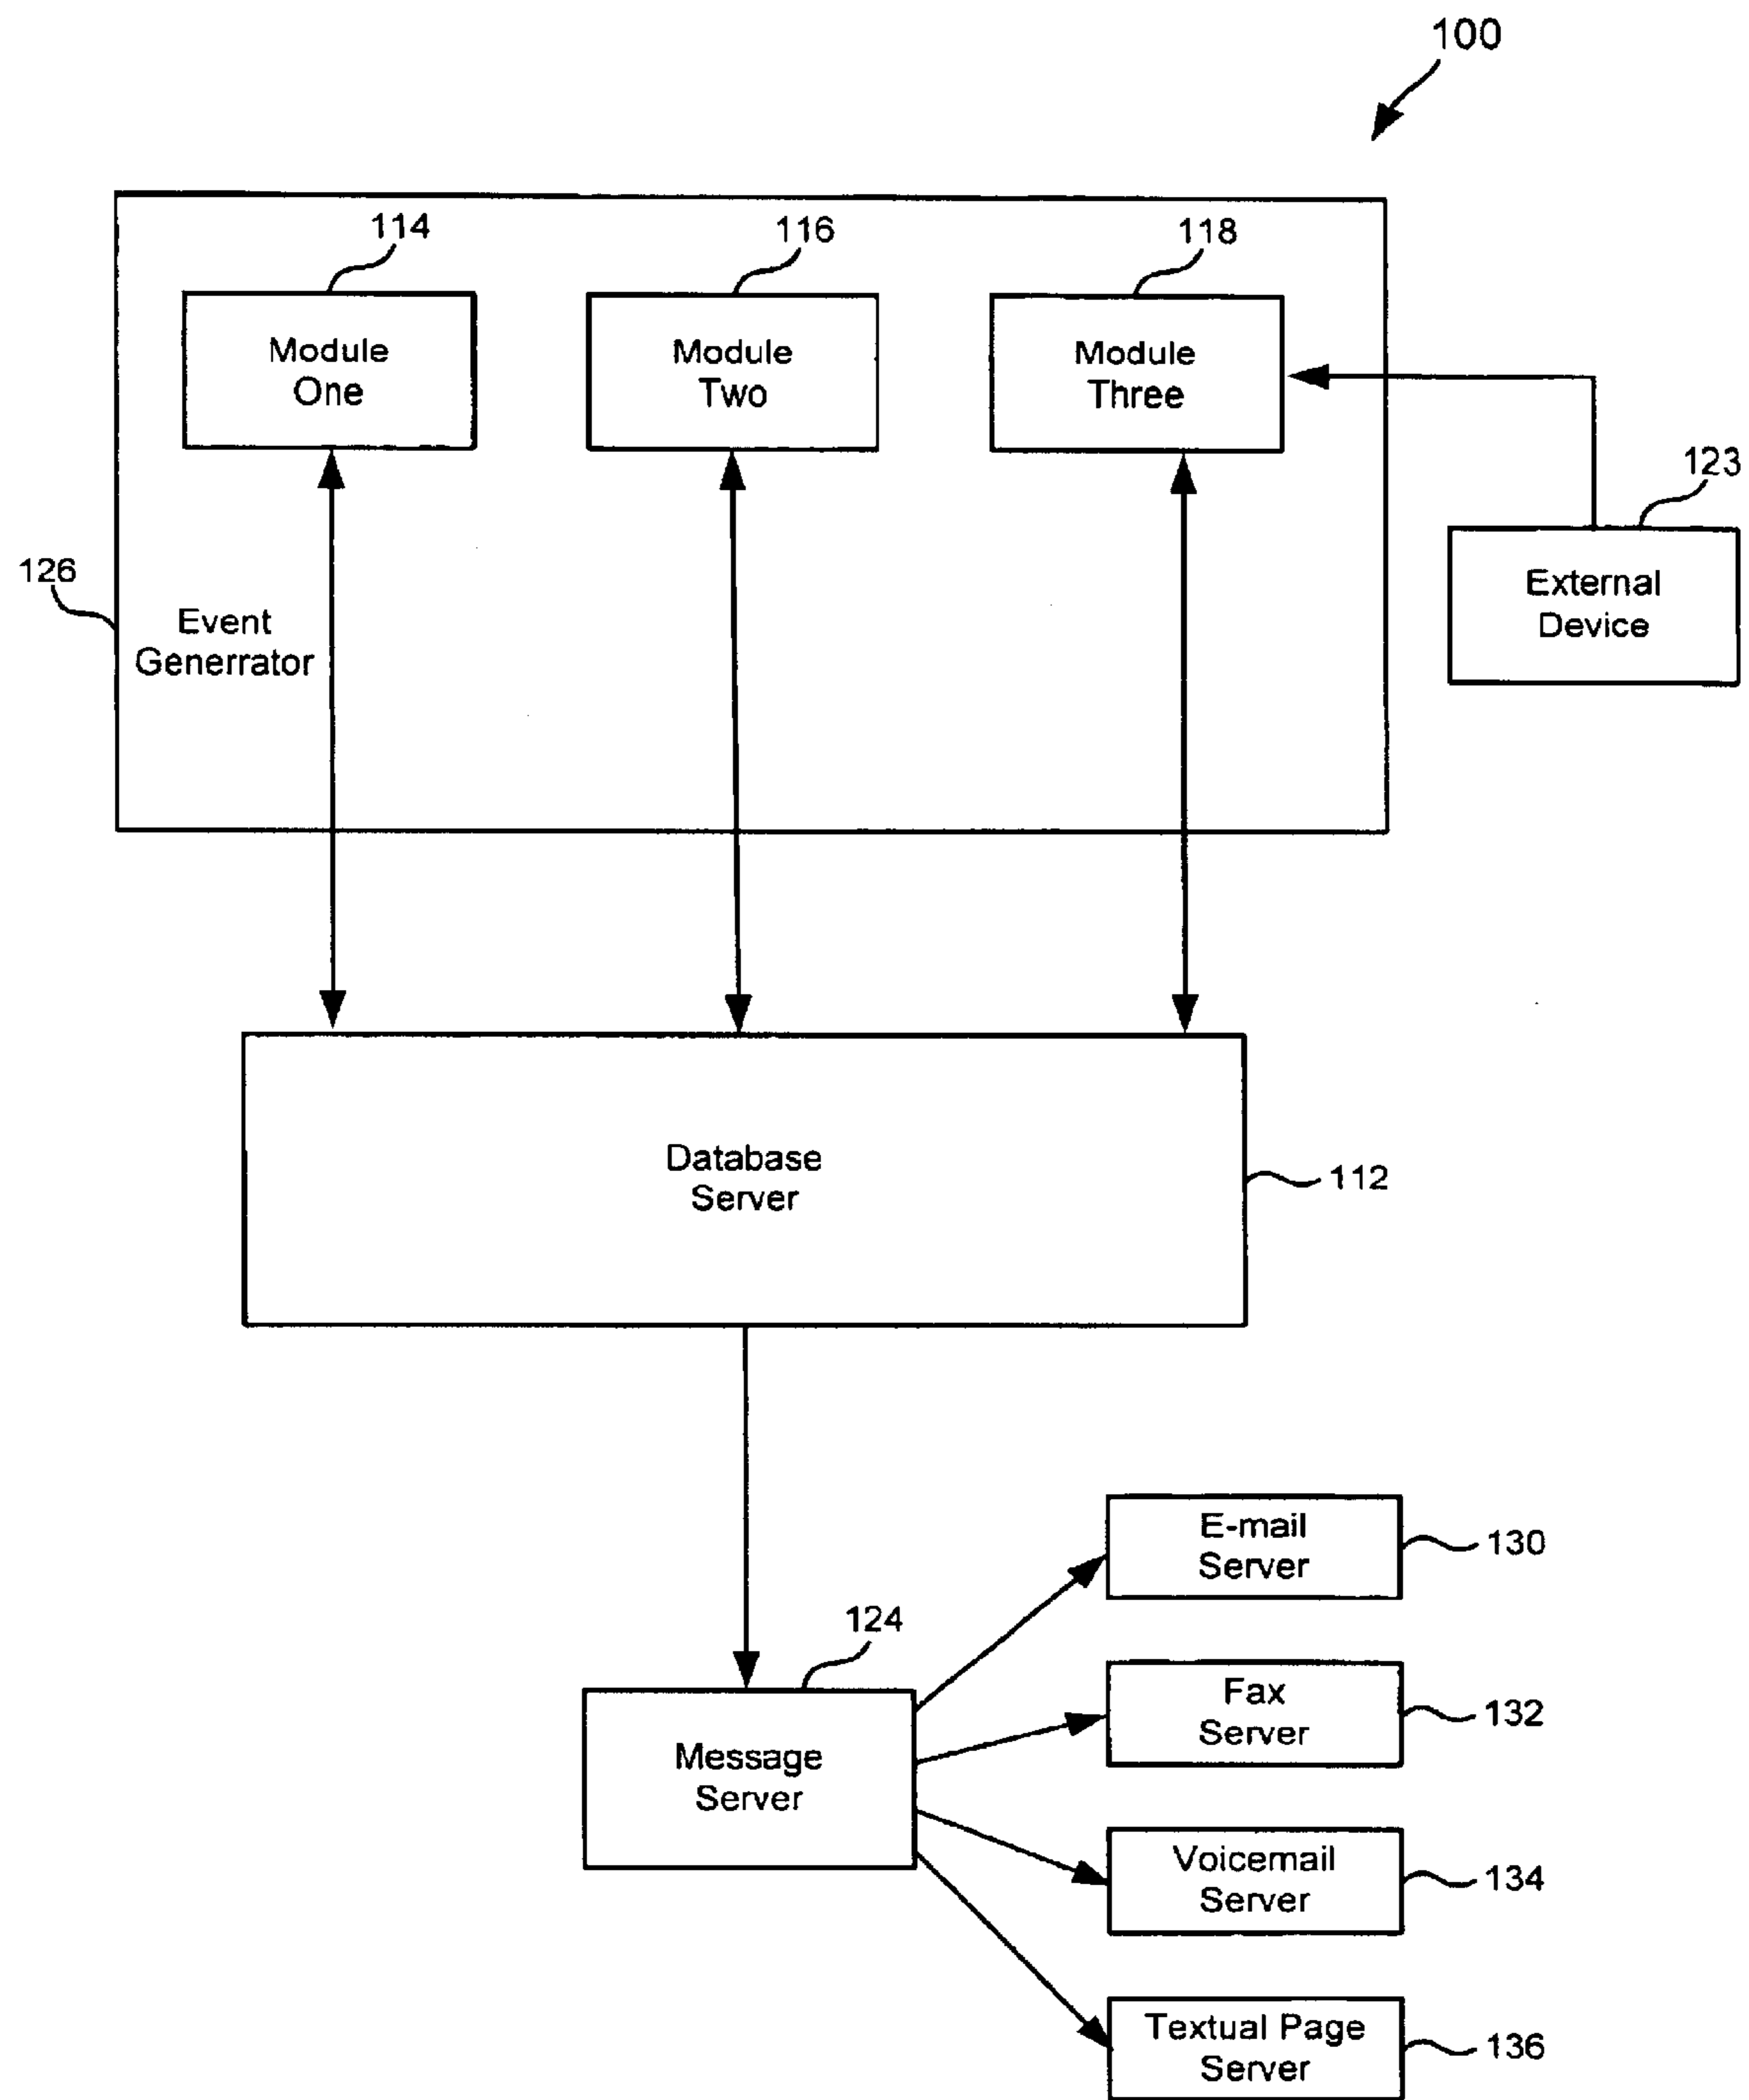 100
114
116
118
Module
One
Module
Two
Module
Three
123
126
Event
Generrator
External
Device
Database
Server
112
E-mail
Server
130
124
Fax
Server
132
Message
Server
Voicemail
Server
134
Textual Page
Server
136